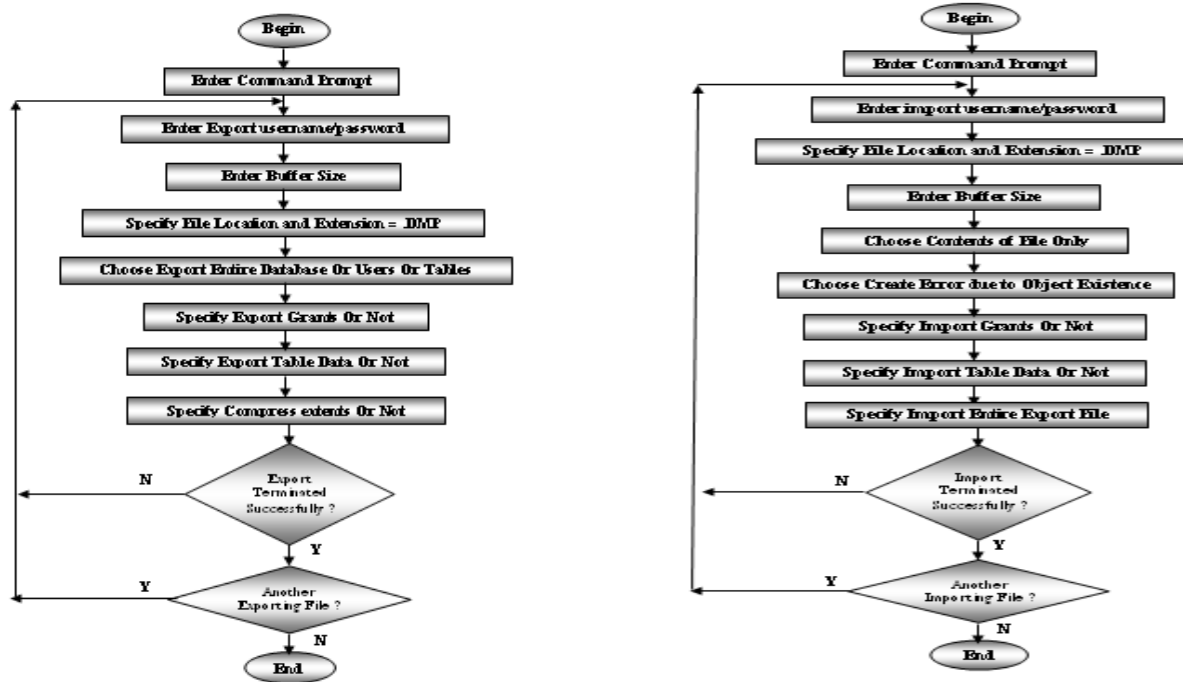 Begin
Enter Command Prompt
Enter Export username/password
Enter Buffer Size
Specify File Location and Extension = .DMP
Choose Export Entire Database Or Users Or Tables
Specify Export Grants Or Not
Specify Export Table Data Or Not
Specify Compress extents Or Not
Export
Terminated
Successfully ?
N
Y
Another
Exporting File ?
Y
N
End
Begin
Enter Command Prompt
Enter import username/password
Specify File Location and Extension = .DMP
Enter Buffer Size
Choose Contents of File Only
Choose Create Error due to Object Existence
Specify Import Grants Or Not
Specify Import Table Data Or Not
Specify Import Entire Export File
Import
Terminated
Successfully ?
N
Y
Another
Importing File ?
Y
N
End